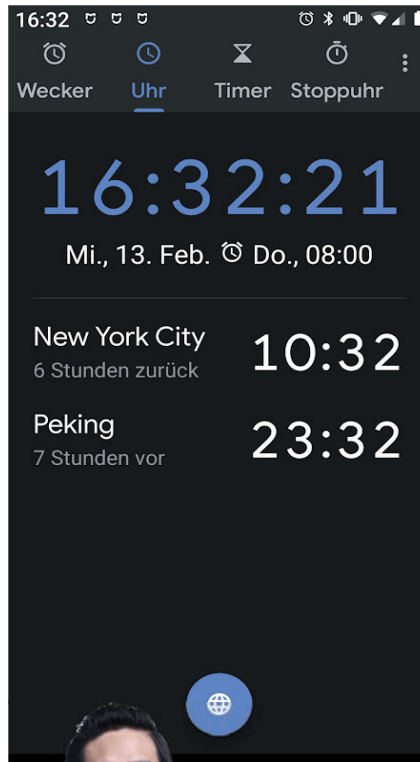 16:32
Wecker Uhr Timer Stoppuhr
16:32:21
Mi., 13. Feb. Do., 08:00
New York City 10:32
6 Stunden zurück
Peking 23:32
7 Stunden vor